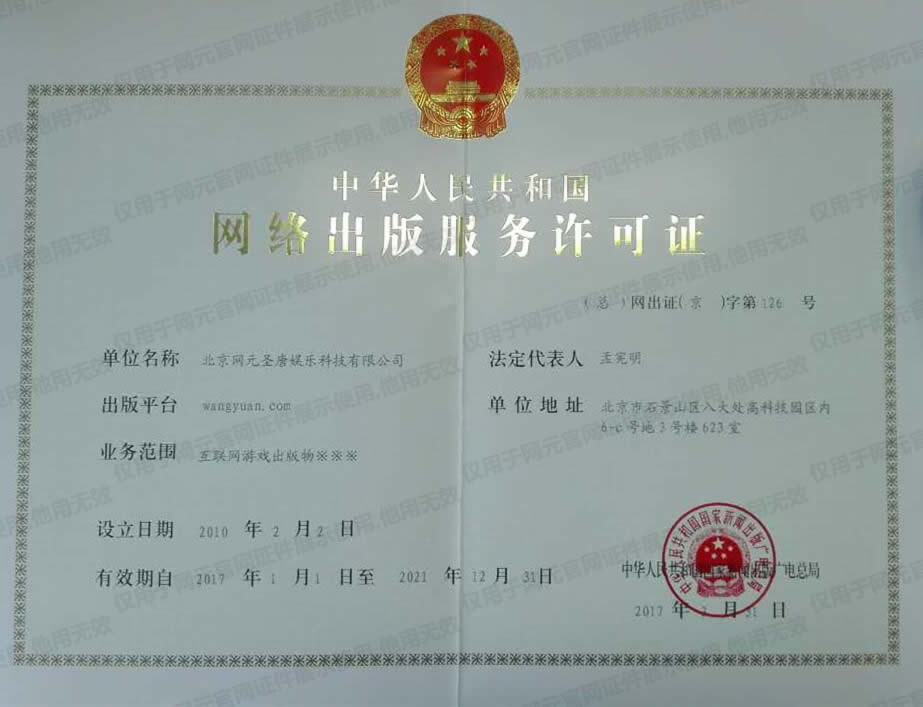 中华人民共和国
网络出版服务许可证
（总）网出证（京）字第126 号
单位名称 北京网元圣唐娱乐科技有限公司
法定代表人 孟宪明
出版平台 wangyuan.com
单位地址 北京市石景山区八大处高科技园区内
6-c号地3号楼623室
业务范围 互联网游戏出版物※※※
设立日期 2010 年 2 月 2 日
有效期自 2017 年 1 月 1 日至 2021 年 12 月 31 日
中华人民共和国国家新闻出版广电总局
2017 年 月 31 日
仅用于网元官网证件展示使用,他用无效